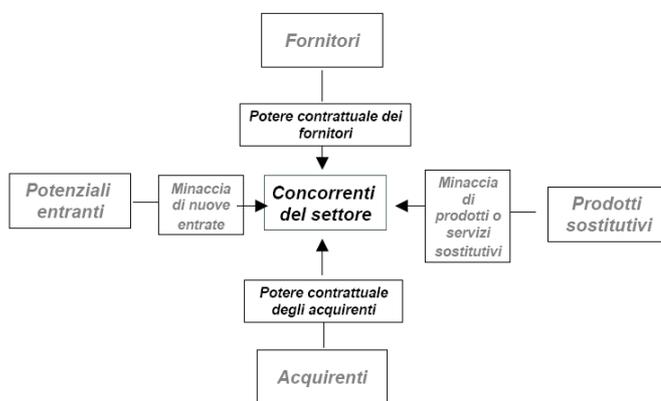 Fornitori
Potere contrattuale dei
fornitori
Potenziali
entranti
Minaccia
di nuove
entrate
Concorrenti
del settore
Minaccia
di
prodotti o
servizi
sostitutivi
Prodotti
sostitutivi
Potere contrattuale
degli acquirenti
Acquirenti